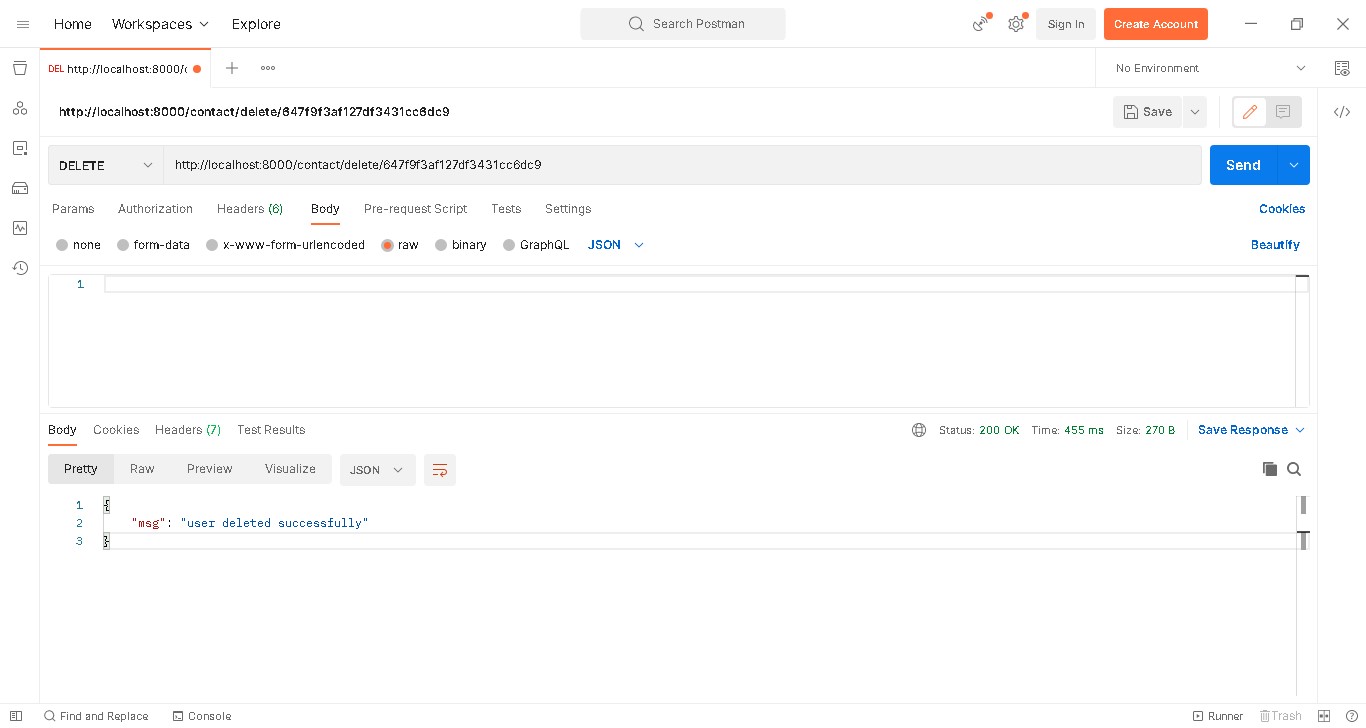 Home Workspaces Explore Search Postman Sign In Create Account
DEL http://localhost:8000/c No Environment
http://localhost:8000/contact/delete/647f9f3af127df3431cc6dc9 Save
DELETE http://localhost:8000/contact/delete/647f9f3af127df3431cc6dc9 Send
Params Authorization Headers (6) Body Pre-request Script Tests Settings Cookies
none form-data x-www-form-urlencoded raw binary GraphQL JSON Beautify
1
Body Cookies Headers (7) Test Results Status: 200 OK Time: 455 ms Size: 270 B Save Response
Pretty Raw Preview Visualize JSON
1 {
2 "msg": "user deleted successfully"
3 }
Find and Replace Console Runner Trash